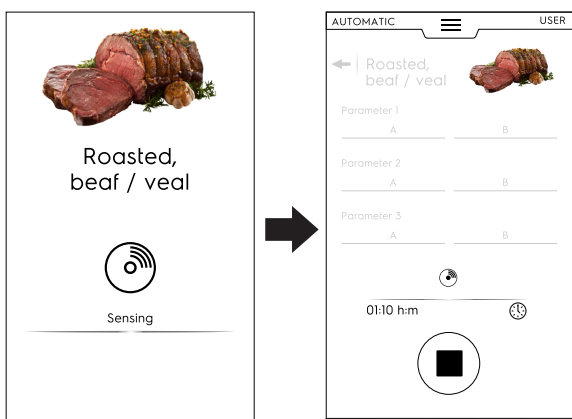 Roasted,
beaf / veal
Sensing
AUTOMATIC USER
Roasted,
beaf / veal
Parameter 1
A B
Parameter 2
A B
Parameter 3
A B
01:10 h:m